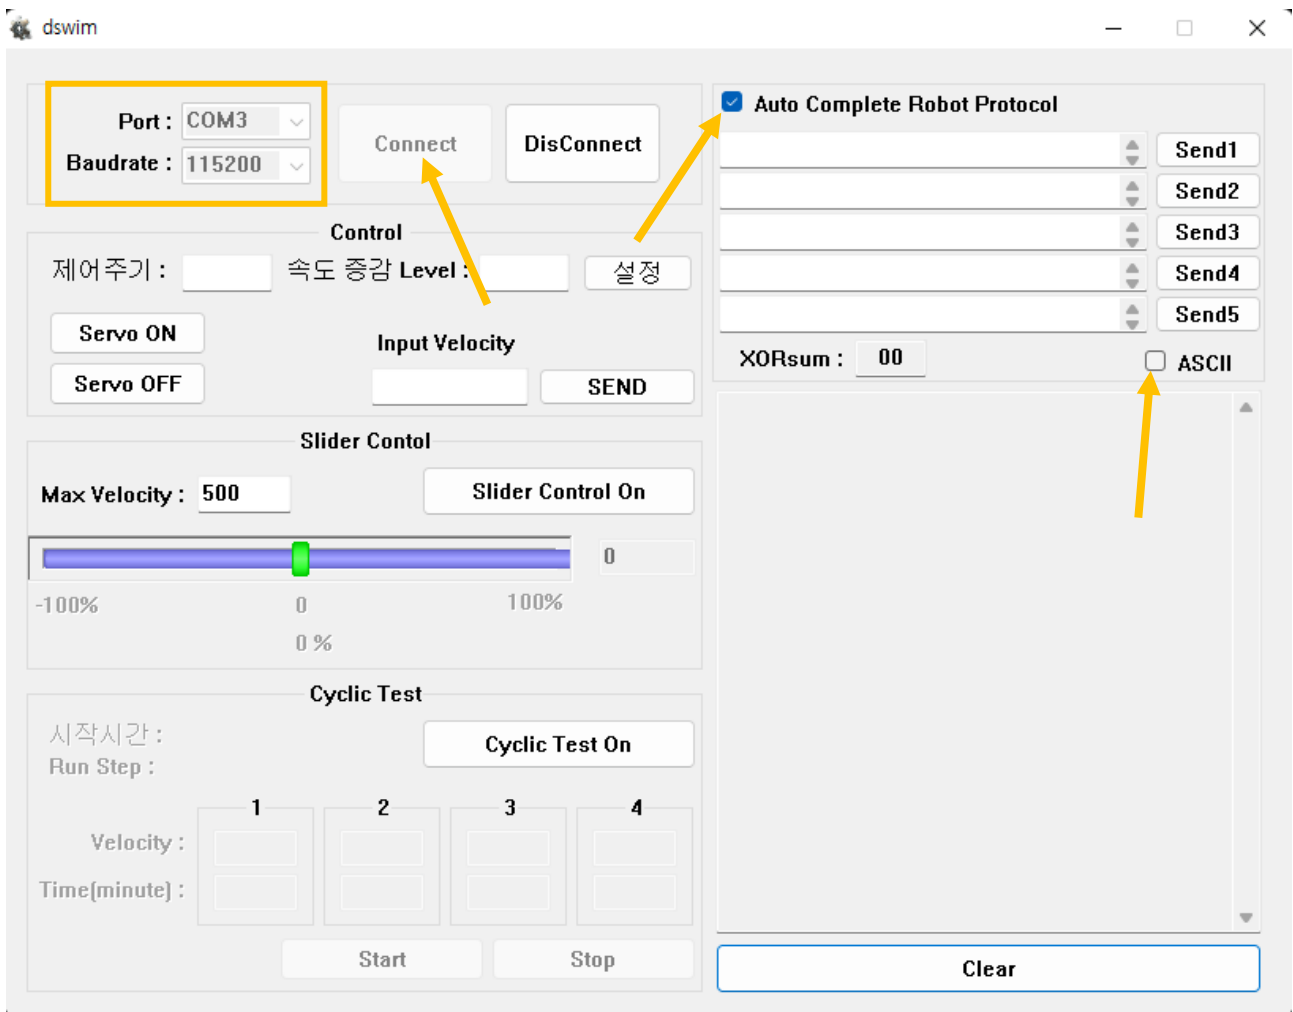 dswim
Port : COM3
Baudrate : 115200
Connect
DisConnect
Control
제어주기 :
속도 증감 Level :
설정
Servo ON
Servo OFF
Input Velocity
SEND
Slider Contol
Max Velocity : 500
Slider Control On
0
-100%
0
100%
0 %
Cyclic Test
시작시간 :
Run Step :
Cyclic Test On
1
2
3
4
Velocity :
Time(minute) :
Start
Stop
Auto Complete Robot Protocol
Send1
Send2
Send3
Send4
Send5
XORsum : 00
ASCII
Clear